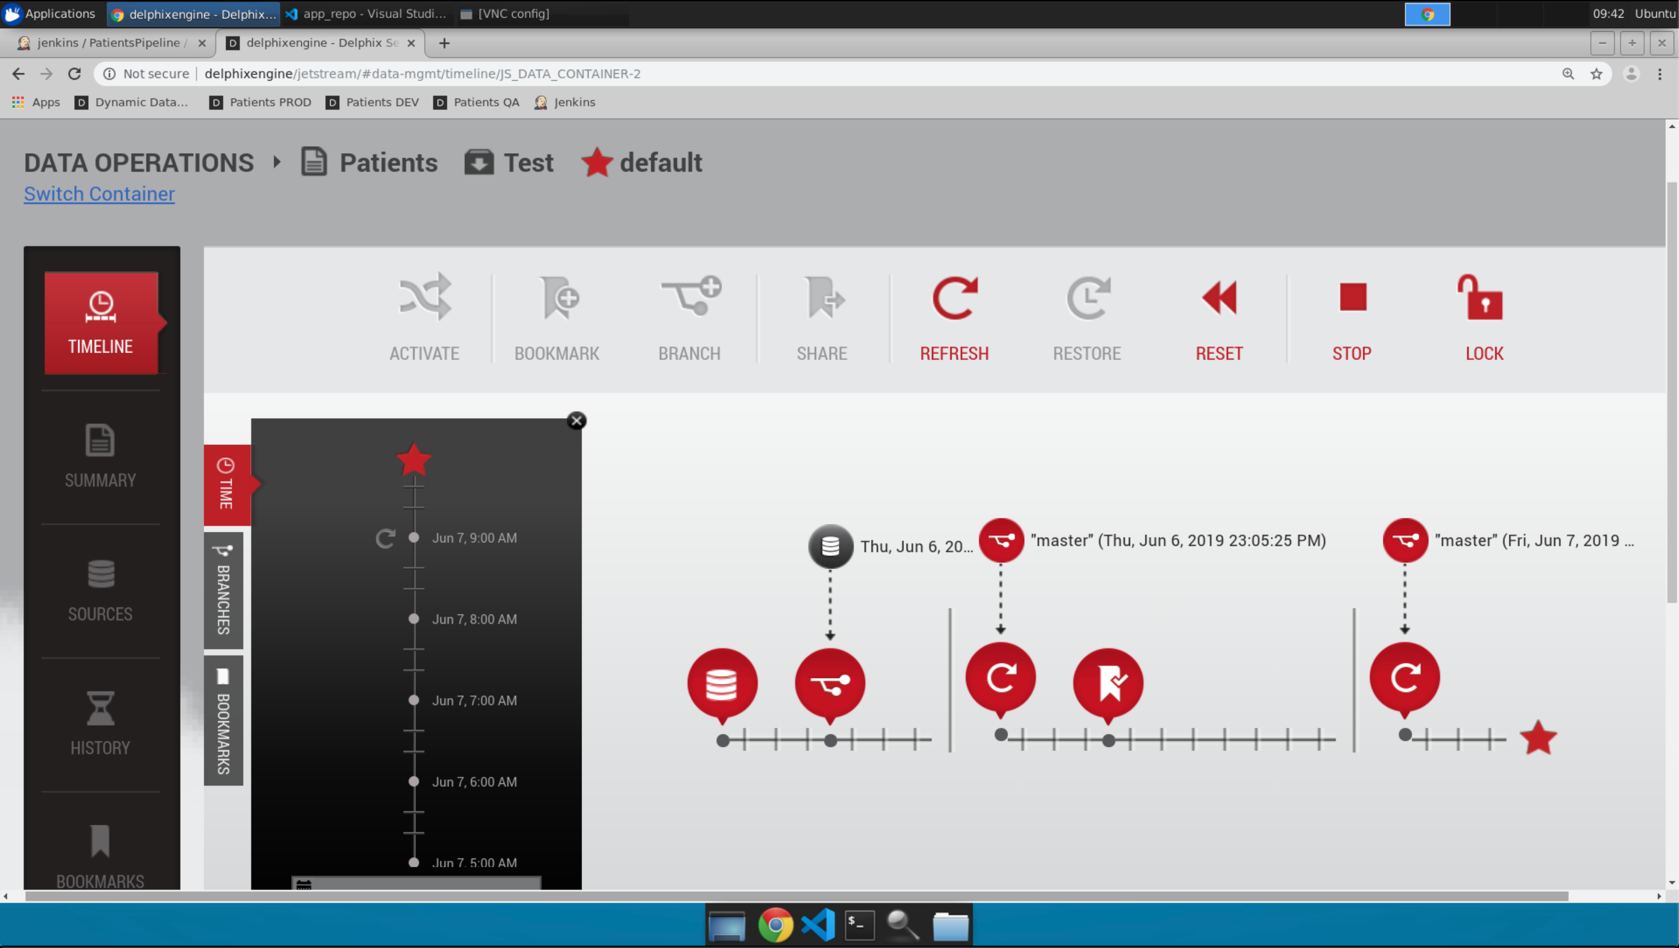 Applications
delphixengine - Delphix...
app_repo - Visual Studi...
[VNC config]
09:42
Ubuntu
jenkins / PatientsPipeline /
delphixengine - Delphix Se
Not secure
delphixengine/jetstream/#data-mgmt/timeline/JS_DATA_CONTAINER-2
Apps
Dynamic Data...
Patients PROD
Patients DEV
Patients QA
Jenkins
DATA OPERATIONS
Patients
Test
default
Switch Container
TIMELINE
SUMMARY
SOURCES
HISTORY
BOOKMARKS
ACTIVATE
BOOKMARK
BRANCH
SHARE
REFRESH
RESTORE
RESET
STOP
LOCK
TIME
BRANCHES
BOOKMARKS
Jun 7, 9:00 AM
Jun 7, 8:00 AM
Jun 7, 7:00 AM
Jun 7, 6:00 AM
Jun 7, 5:00 AM
Thu, Jun 6, 20...
"master" (Thu, Jun 6, 2019 23:05:25 PM)
"master" (Fri, Jun 7, 2019 ...